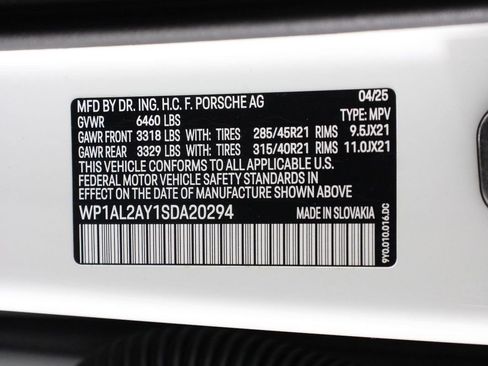 MFD BY DR. ING. H.C. F. PORSCHE AG 04/25
GVWR 6460 LBS TYPE: MPV
GAWR FRONT 3318 LBS WITH: TIRES 285/45R21 RIMS 9.5JX21
GAWR REAR 3329 LBS WITH: TIRES 315/40R21 RIMS 11.0JX21
THIS VEHICLE CONFORMS TO ALL APPLICABLE U.S.
FEDERAL MOTOR VEHICLE SAFETY STANDARDS IN
EFFECT ON THE DATE OF MANUFACTURE SHOWN ABOVE
WP1AL2AY1SDA20294 MADE IN SLOVAKIA
9Y0.010.016.DC